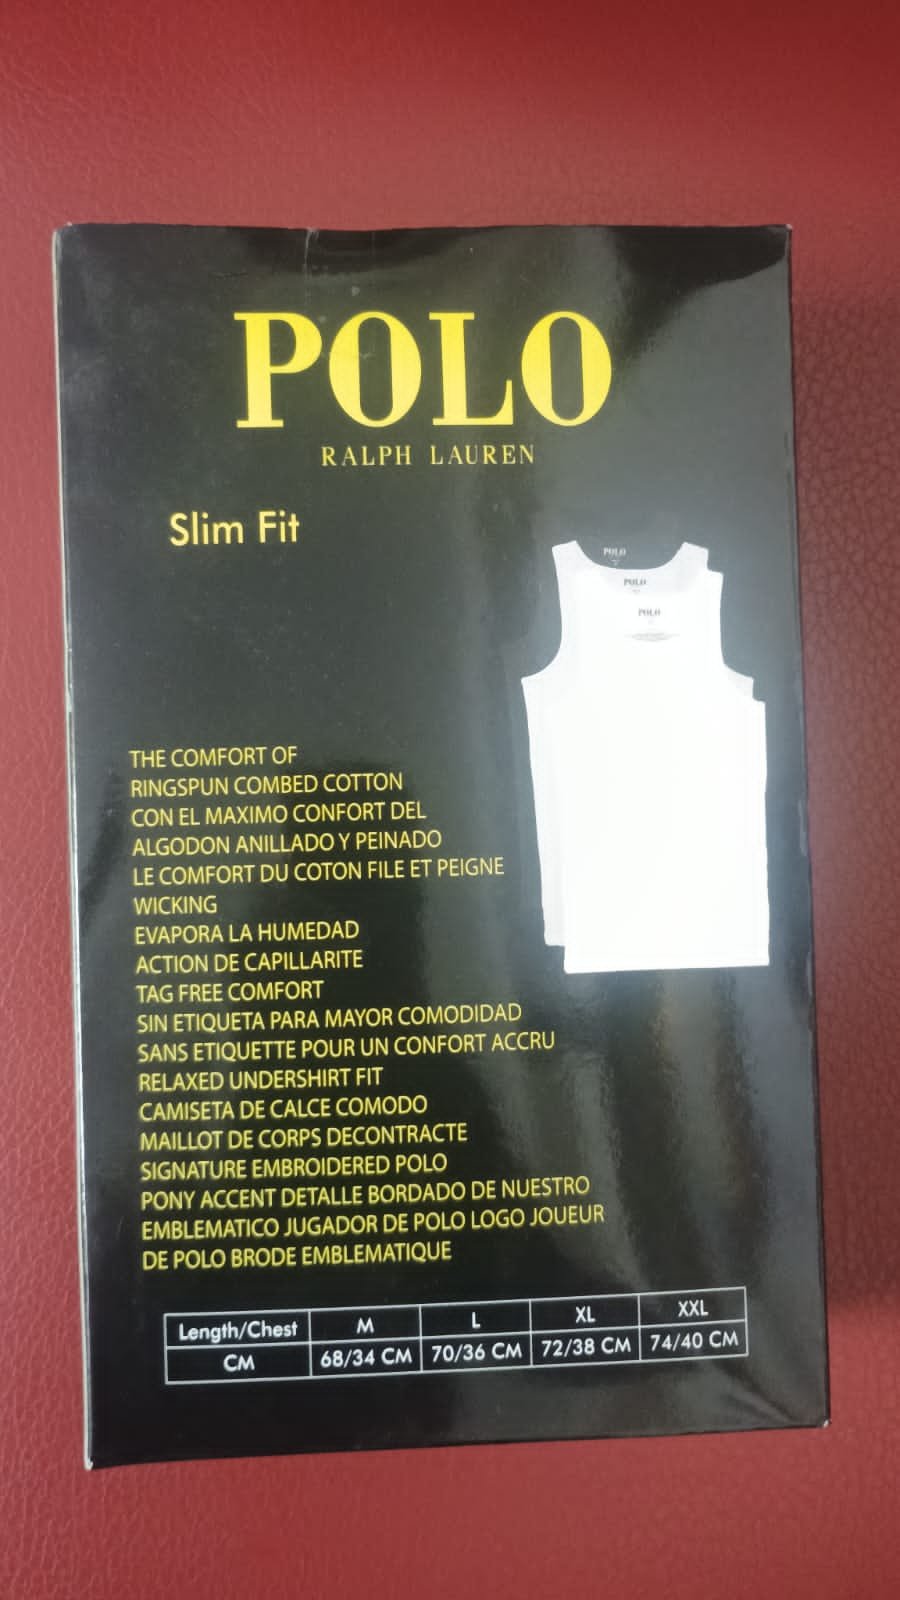 POLO
RALPH LAUREN
Slim Fit
POLO
POLO
POLO
THE COMFORT OF
RINGSPUN COMBED COTTON
CON EL MAXIMO CONFORT DEL
ALGODON ANILLADO Y PEINADO
LE COMFORT DU COTON FILE ET PEIGNE
WICKING
EVAPORA LA HUMEDAD
ACTION DE CAPILLARITE
TAG FREE COMFORT
SIN ETIQUETA PARA MAYOR COMODIDAD
SANS ETIQUETTE POUR UN CONFORT ACCRU
RELAXED UNDERSHIRT FIT
CAMISETA DE CALCE COMODO
MAILLOT DE CORPS DECONTRACTE
SIGNATURE EMBROIDERED POLO
PONY ACCENT DETALLE BORDADO DE NUESTRO
EMBLEMATICO JUGADOR DE POLO LOGO JOUEUR
DE POLO BRODE EMBLEMATIQUE
Length/Chest M L XL XXL
CM 68/34 CM 70/36 CM 72/38 CM 74/40 CM